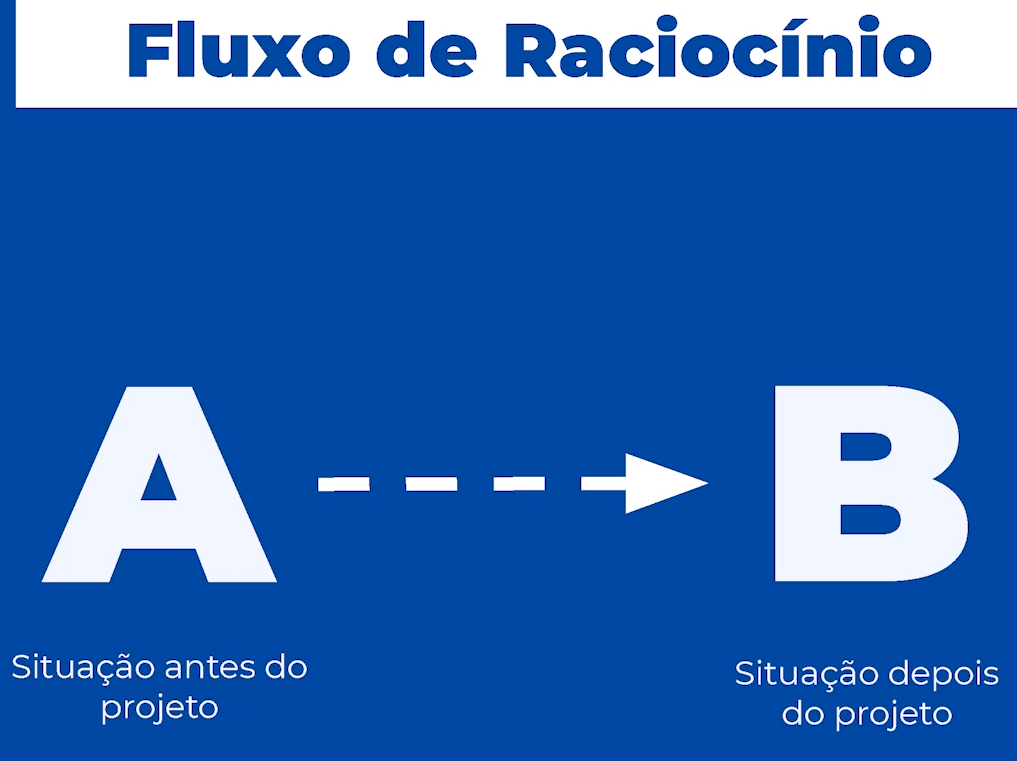 Fluxo de Raciocínio
A
B
Situação antes do
projeto
Situação depois
do projeto